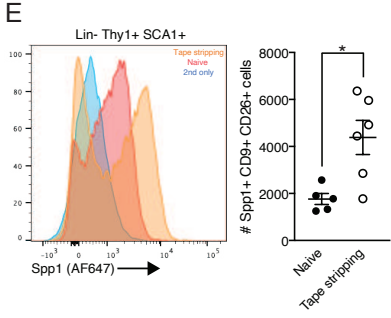 E
Lin- Thy1+ SCA1+
Tape stripping
Naive
2nd only
100
80
60
40
20
0
-10³ 0 10³ 10⁴ 10⁵
Spp1 (AF647)
*
# Spp1+ CD9+ CD26+ cells
8000
6000
4000
2000
0
Naive
Tape stripping